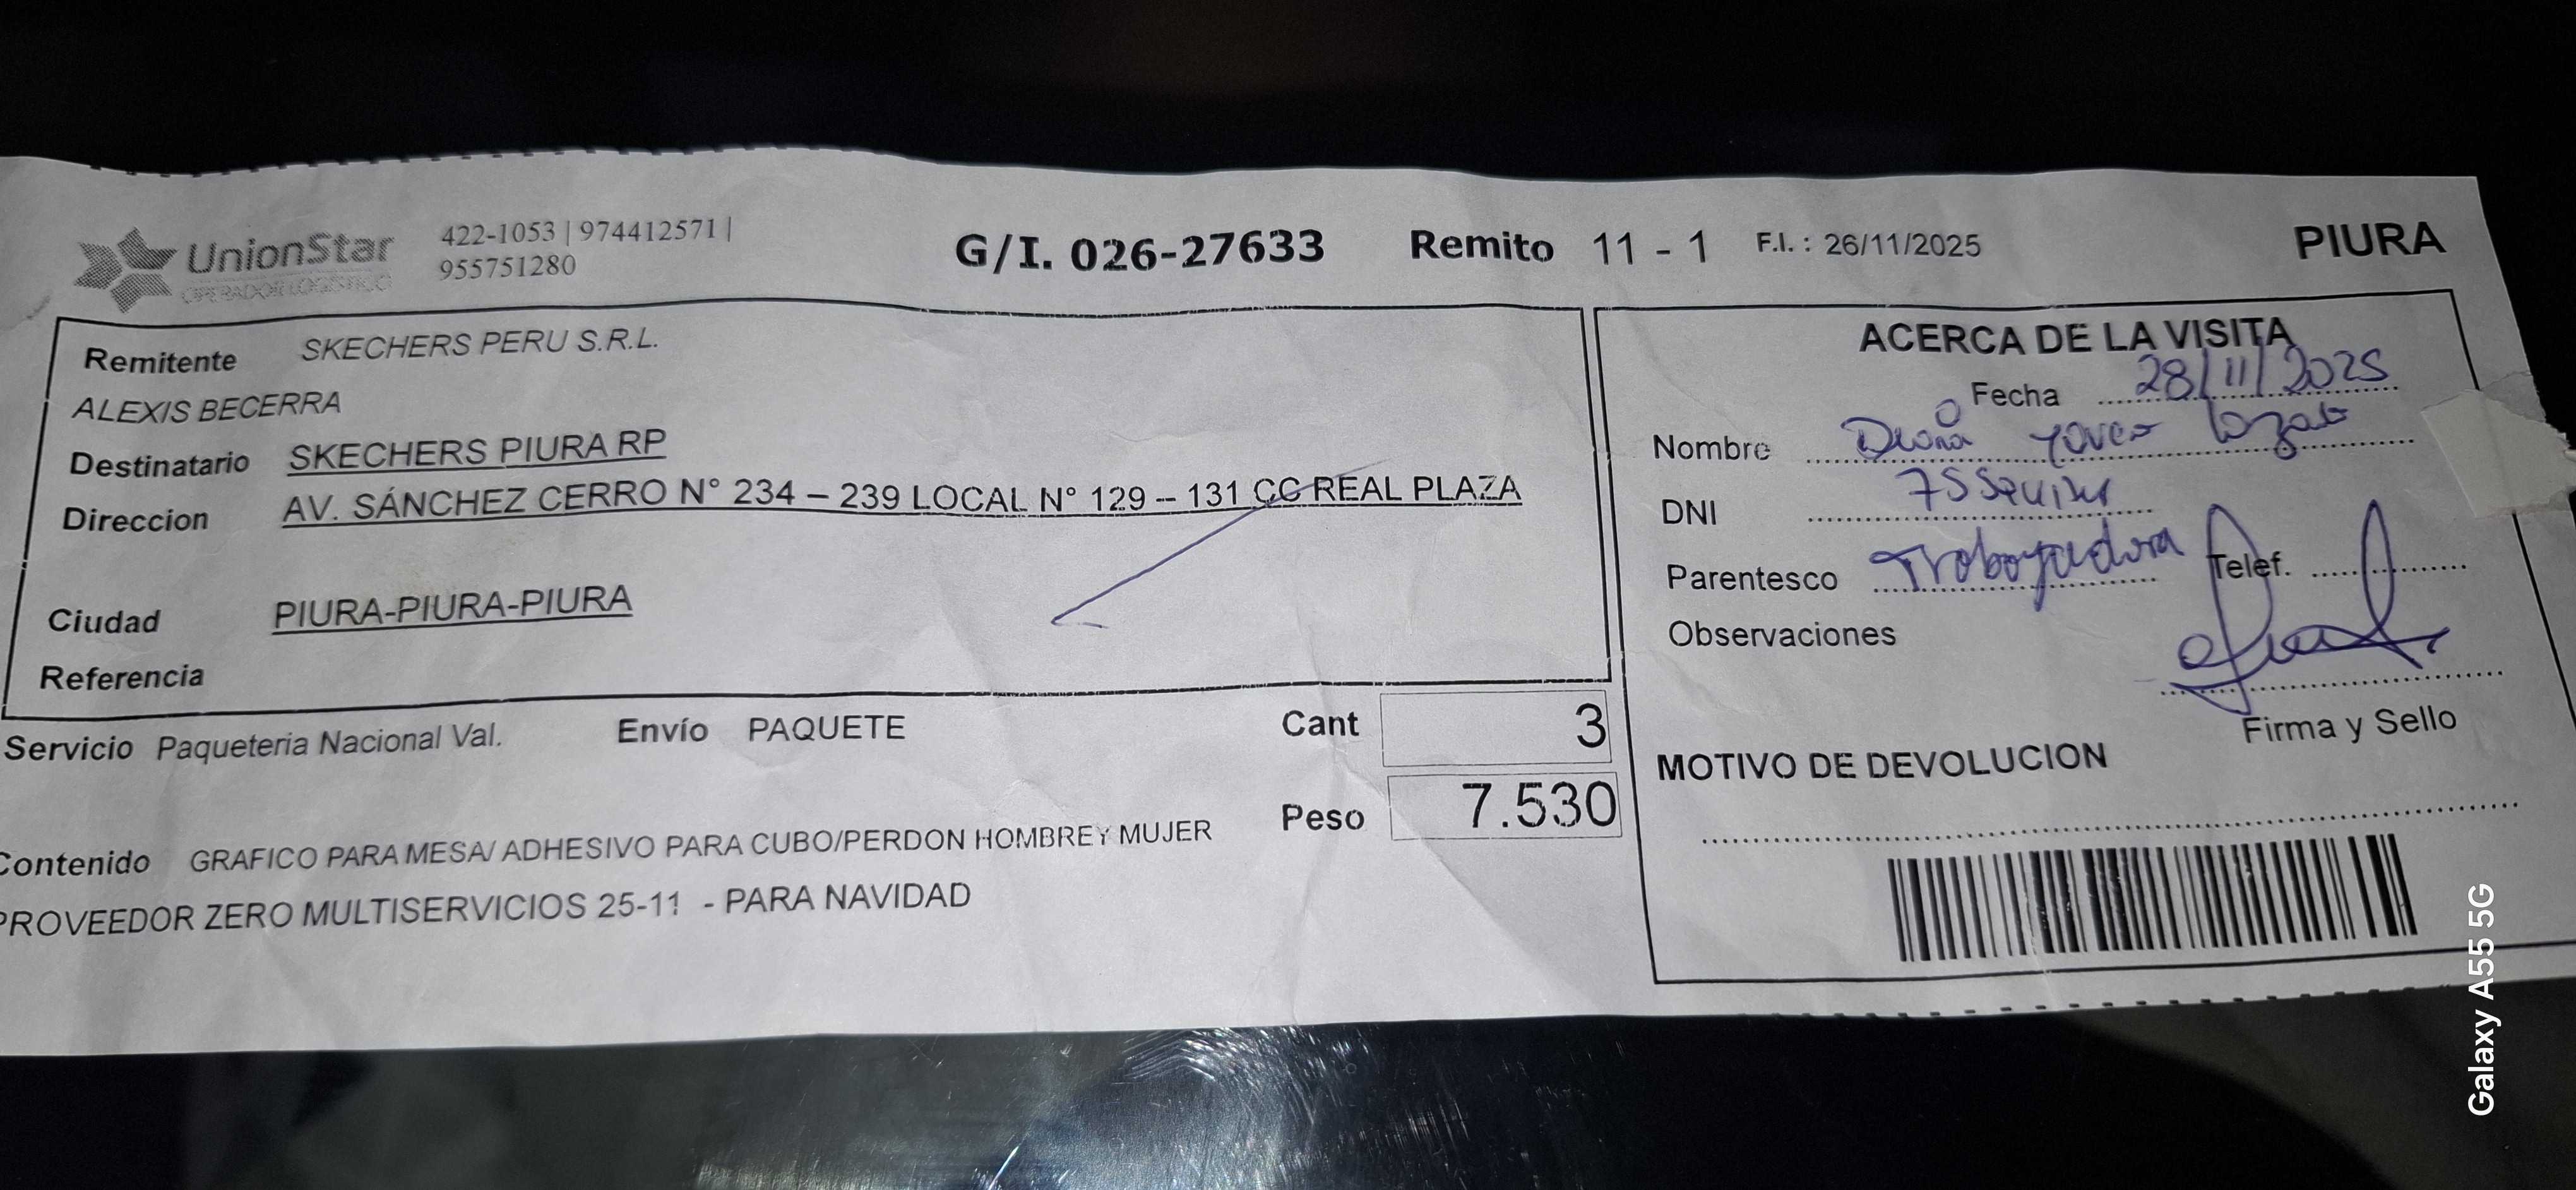 UnionStar
OPERADOR LOGISTICO
422-1053 | 974412571 |
955751280
G/I. 026-27633 Remito 11 - 1 F.I. : 26/11/2025 PIURA
Remitente SKECHERS PERU S.R.L.
ALEXIS BECERRA
Destinatario SKECHERS PIURA RP
Direccion AV. SÁNCHEZ CERRO N° 234 – 239 LOCAL N° 129 – 131 CC REAL PLAZA
Ciudad PIURA-PIURA-PIURA
Referencia
Servicio Paqueteria Nacional Val. Envío PAQUETE
Cant 3
Peso 7.530
Contenido GRAFICO PARA MESA/ ADHESIVO PARA CUBO/PERDON HOMBRE Y MUJER
PROVEEDOR ZERO MULTISERVICIOS 25-11 - PARA NAVIDAD
ACERCA DE LA VISITA
Fecha 28/11/2025
Nombre
DNI
Parentesco Trabajadora Telef.
Observaciones
Firma y Sello
MOTIVO DE DEVOLUCION
Galaxy A55 5G